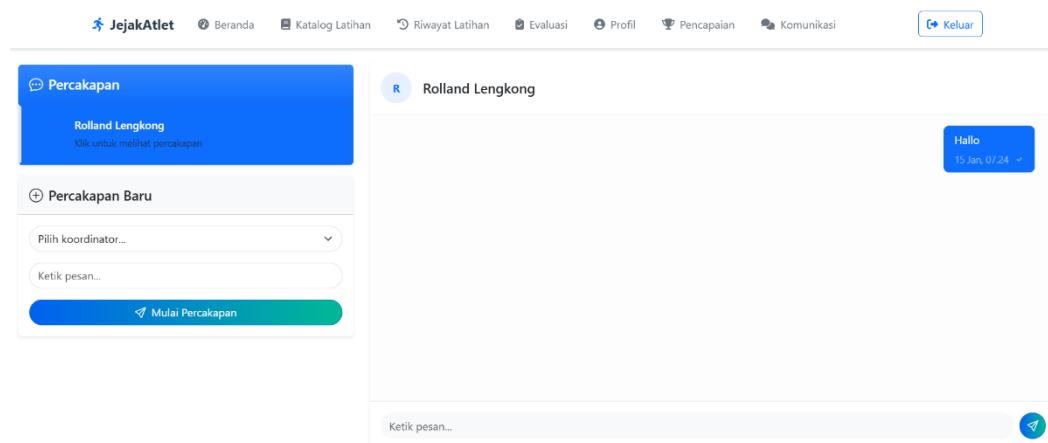 JejakAtlet Beranda Katalog Latihan Riwayat Latihan Evaluasi Profil Pencapaian Komunikasi Keluar
Percakapan
Rolland Lengkong
Klik untuk melihat percakapan
Percakapan Baru
Pilih koordinator...
Ketik pesan...
Mulai Percakapan
R Rolland Lengkong
Hallo
15 Jan, 07.24
Ketik pesan...